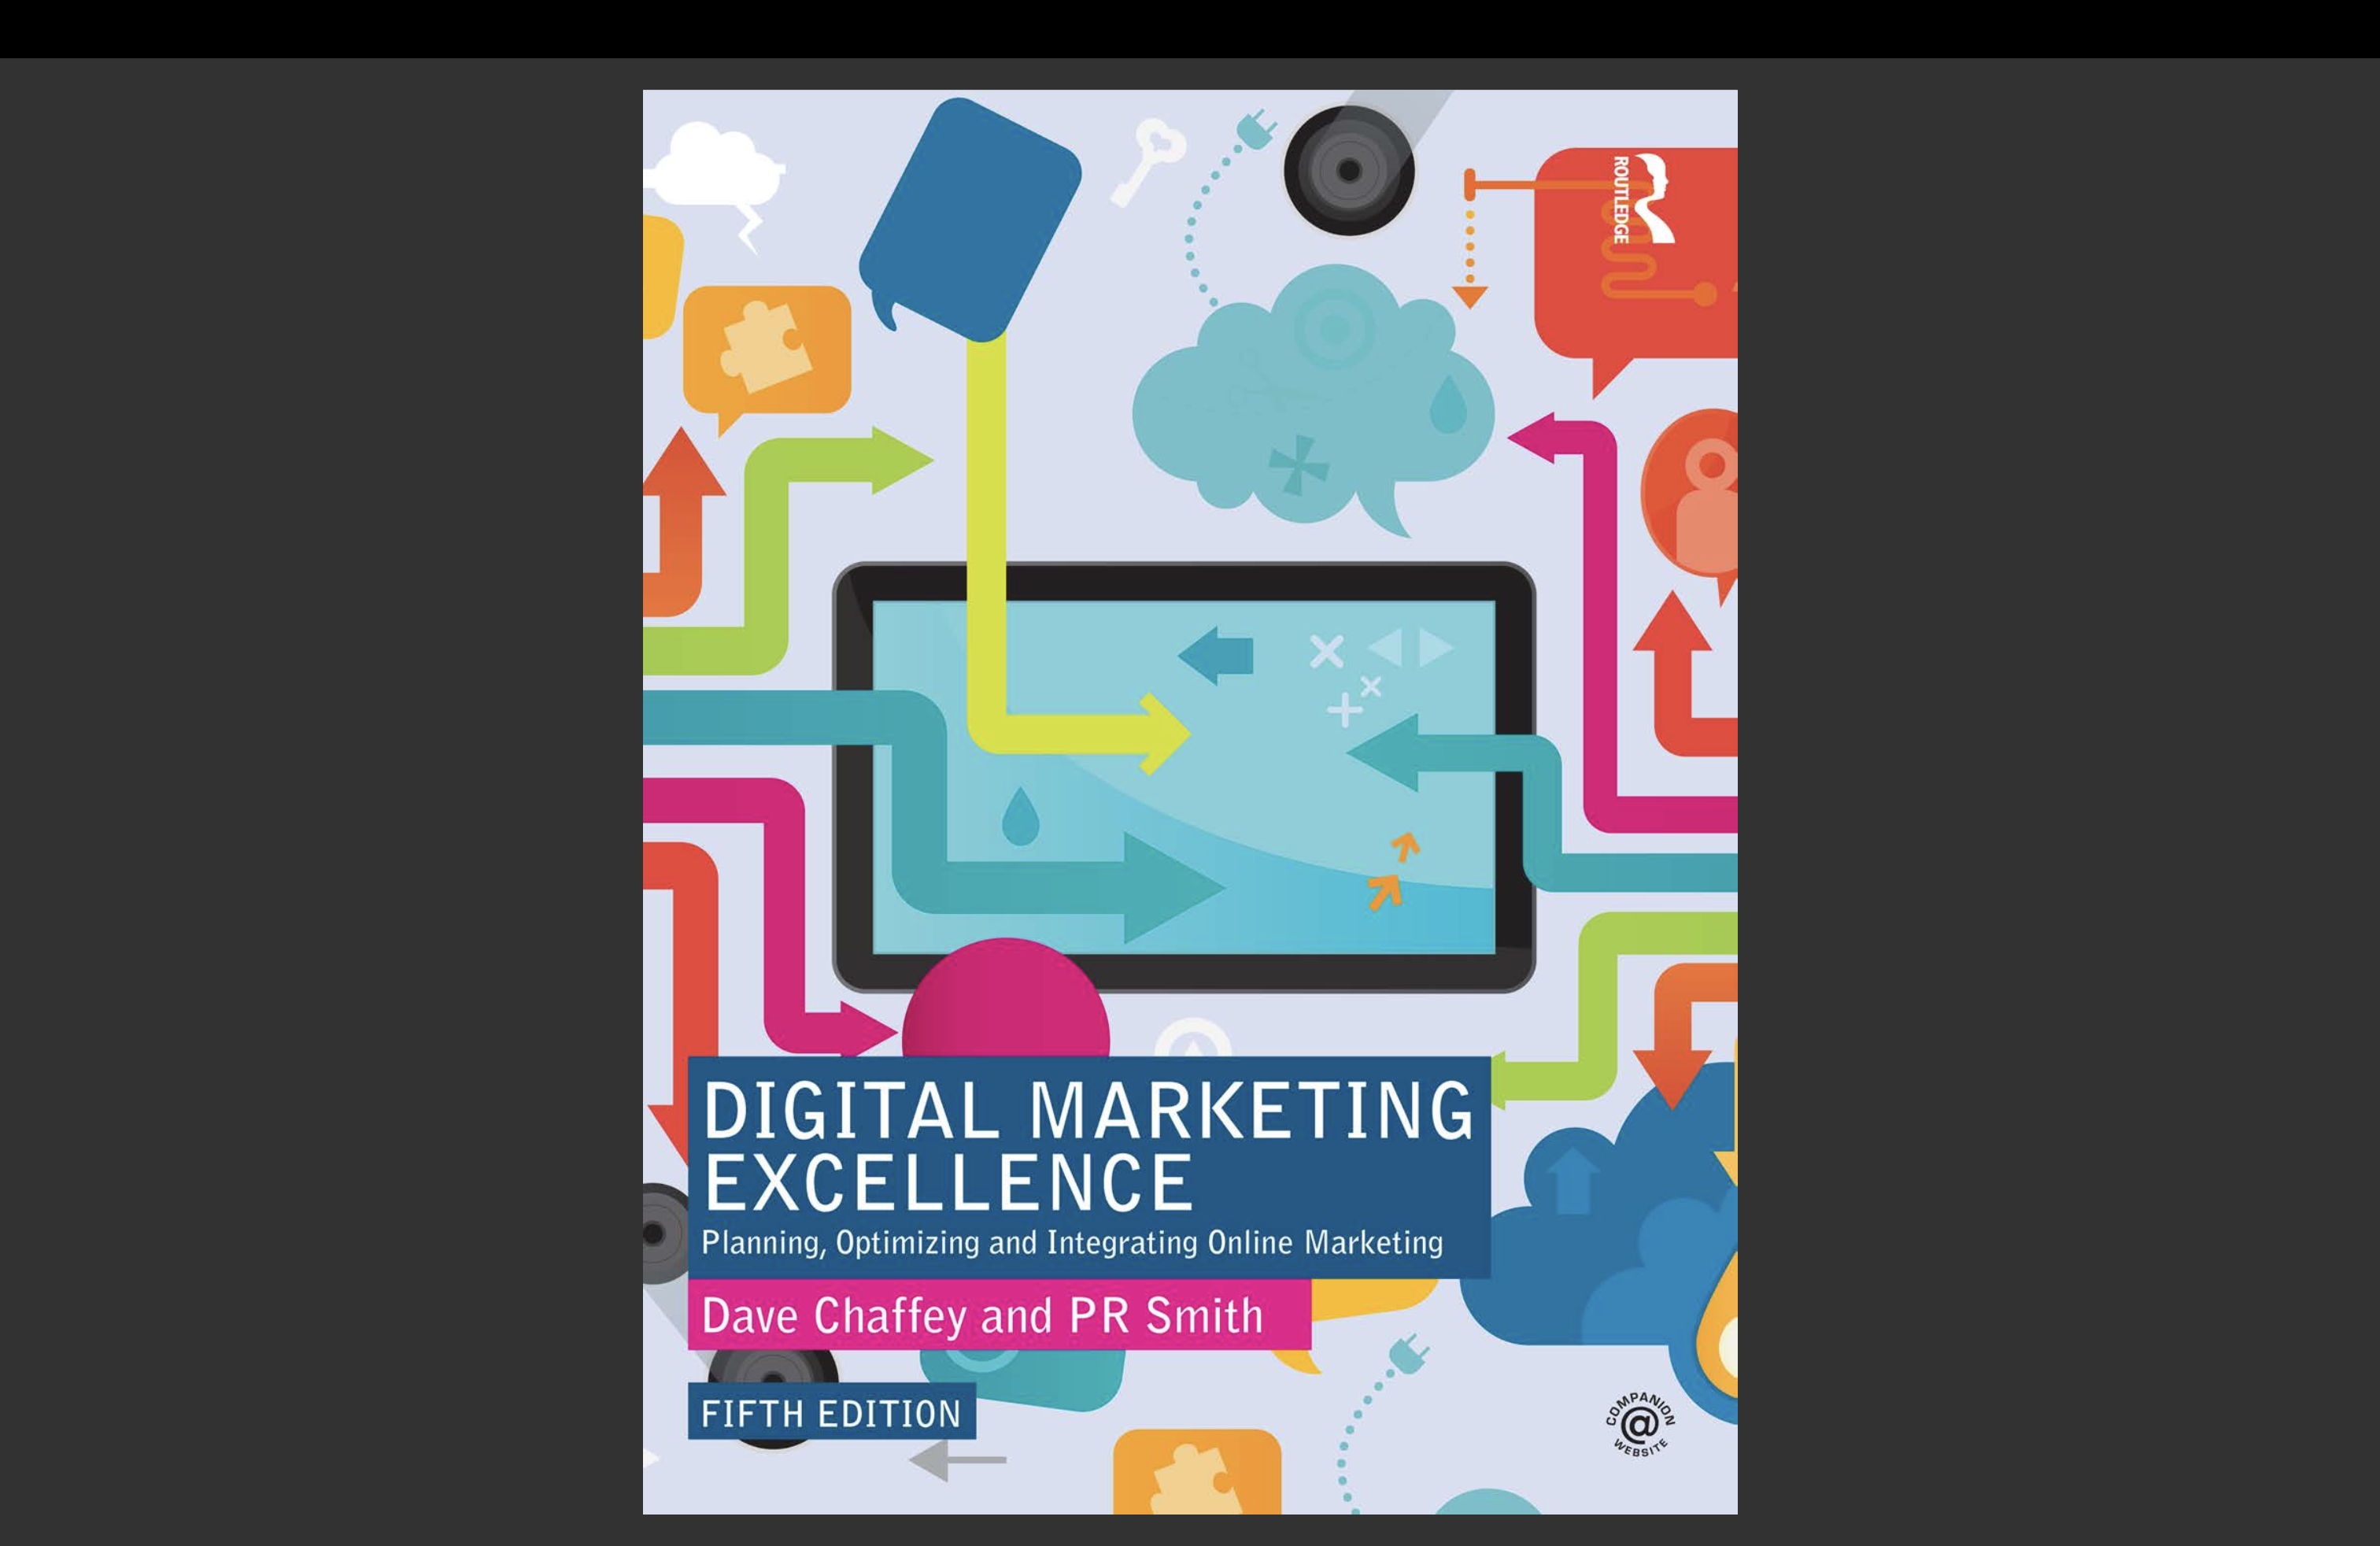 ROUTLEDGE
DIGITAL MARKETING
EXCELLENCE
Planning, Optimizing and Integrating Online Marketing
Dave Chaffey and PR Smith
FIFTH EDITION
COMPANION
@
WEBSITE